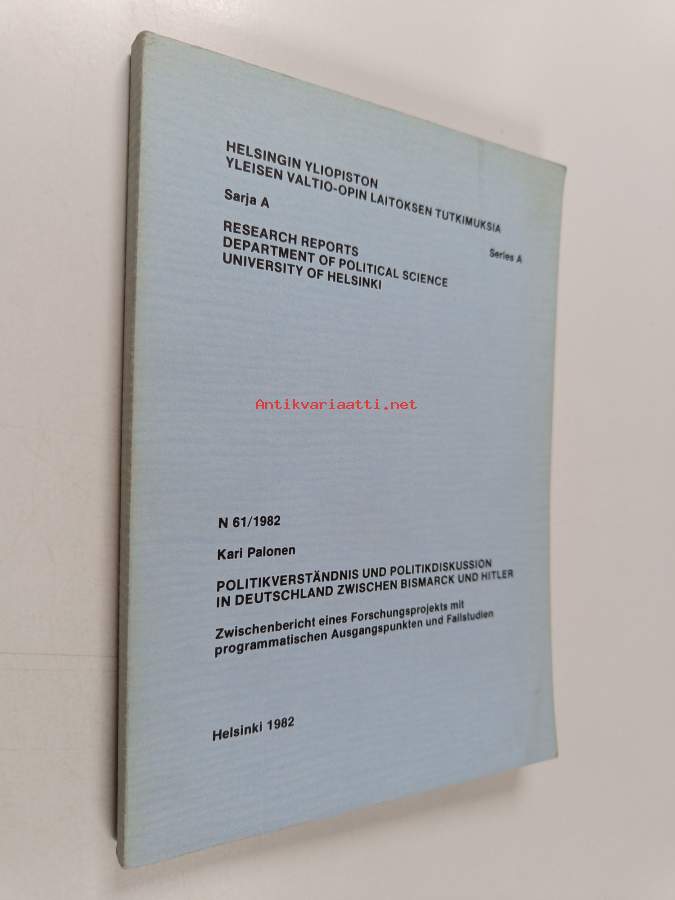 HELSINGIN YLIOPISTON
YLEISEN VALTIO-OPIN LAITOKSEN TUTKIMUKSIA
Sarja A
Series A
RESEARCH REPORTS
DEPARTMENT OF POLITICAL SCIENCE
UNIVERSITY OF HELSINKI
Antikvariaatti.net
N 61/1982
Kari Palonen
POLITIKVERSTÄNDNIS UND POLITIKDISKUSSION
IN DEUTSCHLAND ZWISCHEN BISMARCK UND HITLER
Zwischenbericht eines Forschungsprojekts mit
programmatischen Ausgangspunkten und Fallstudien
Helsinki 1982